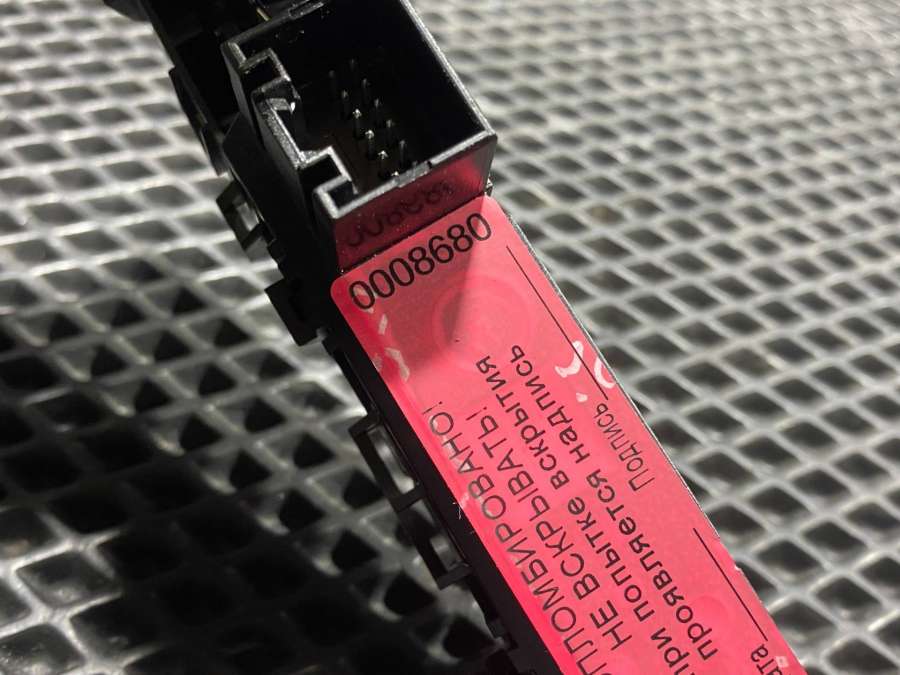 0008680
ОПЛОМБИРОВАНО!
НЕ ВСКРЫВАТЬ!
при попытке вскрытия
проявляется надпись
Подпись